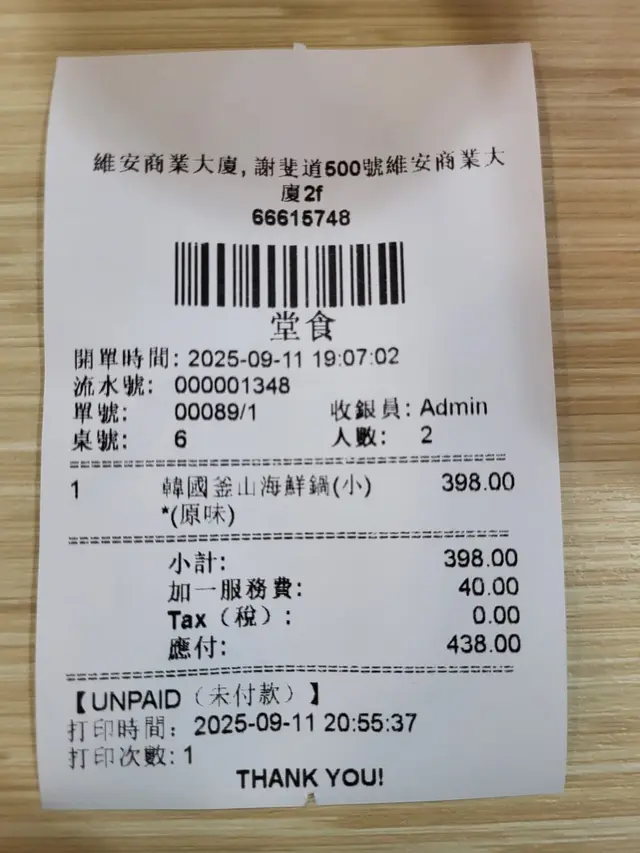 維安商業大廈, 謝斐道500號維安商業大
廈2f
66615748
堂食
開單時間: 2025-09-11 19:07:02
流水號: 000001348
單號: 00089/1 收銀員: Admin
桌號: 6 人數: 2
1 韓國釜山海鮮鍋(小) 398.00
*(原味)
小計: 398.00
加一服務費: 40.00
Tax（稅）: 0.00
應付: 438.00
【UNPAID（未付款）】
打印時間: 2025-09-11 20:55:37
打印次數: 1
THANK YOU!